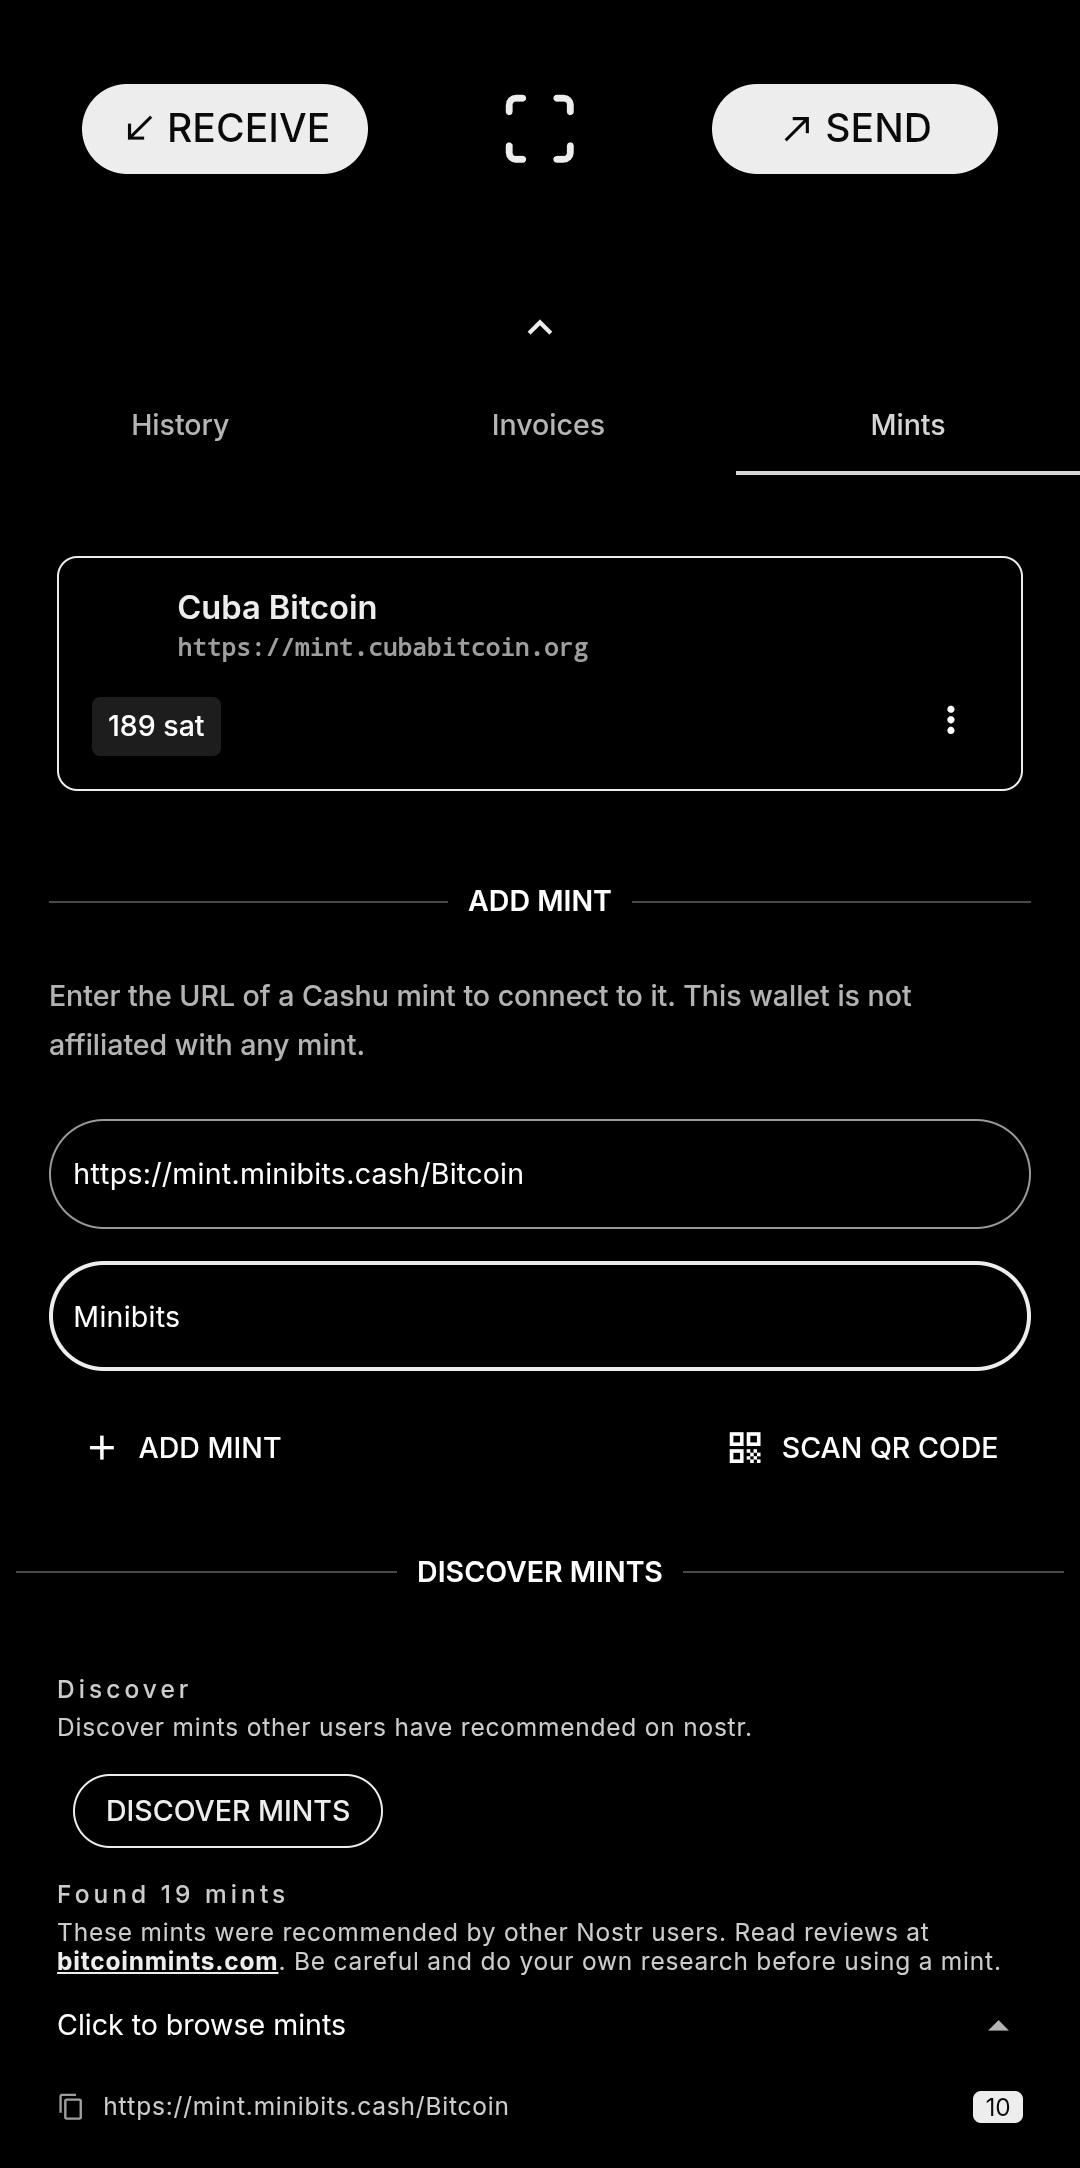 RECEIVE
SEND
History
Invoices
Mints
Cuba Bitcoin
https://mint.cubabitcoin.org
189 sat
ADD MINT
Enter the URL of a Cashu mint to connect to it. This wallet is not
affiliated with any mint.
https://mint.minibits.cash/Bitcoin
Minibits
ADD MINT
SCAN QR CODE
DISCOVER MINTS
Discover
Discover mints other users have recommended on nostr.
DISCOVER MINTS
Found 19 mints
These mints were recommended by other Nostr users. Read reviews at
bitcoinmints.com. Be careful and do your own research before using a mint.
Click to browse mints
https://mint.minibits.cash/Bitcoin
10